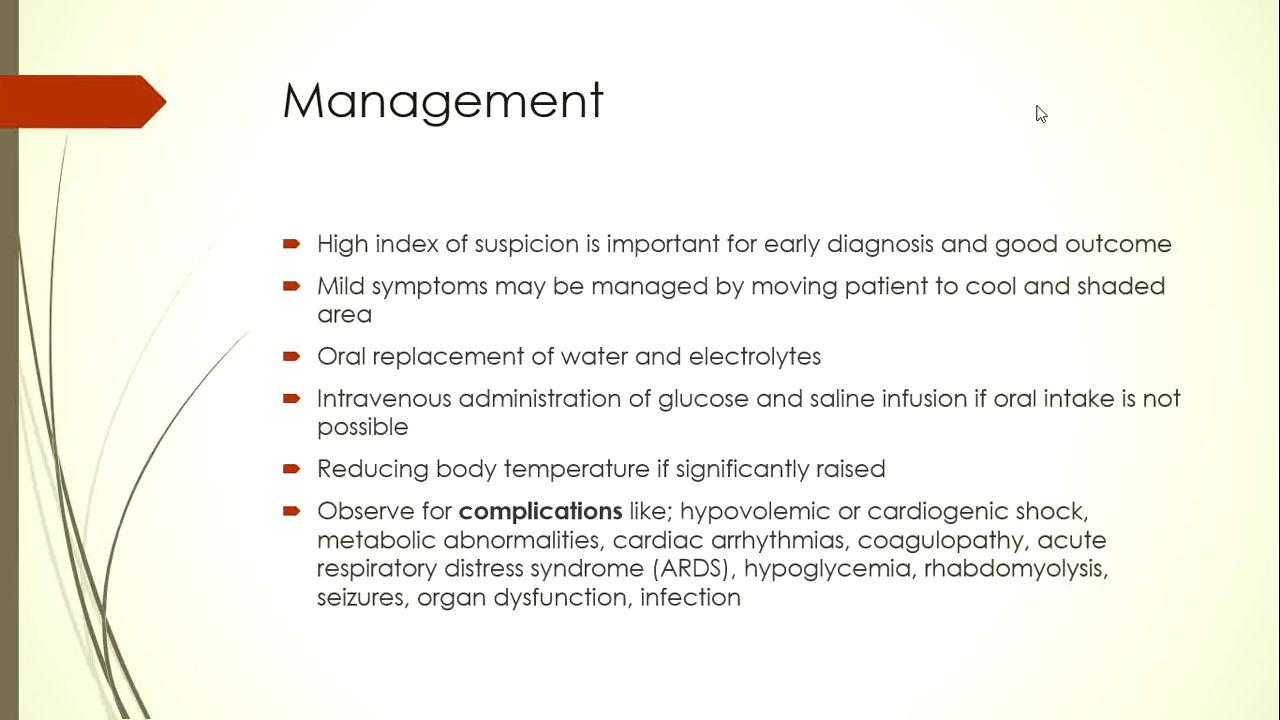 Management
High index of suspicion is important for early diagnosis and good outcome
Mild symptoms may be managed by moving patient to cool and shaded
area
Oral replacement of water and electrolytes
Intravenous administration of glucose and saline infusion if oral intake is not
possible
Reducing body temperature if significantly raised
Observe for complications like; hypovolemic or cardiogenic shock,
metabolic abnormalities, cardiac arrhythmias, coagulopathy, acute
respiratory distress syndrome (ARDS), hypoglycemia, rhabdomyolysis,
seizures, organ dysfunction, infection